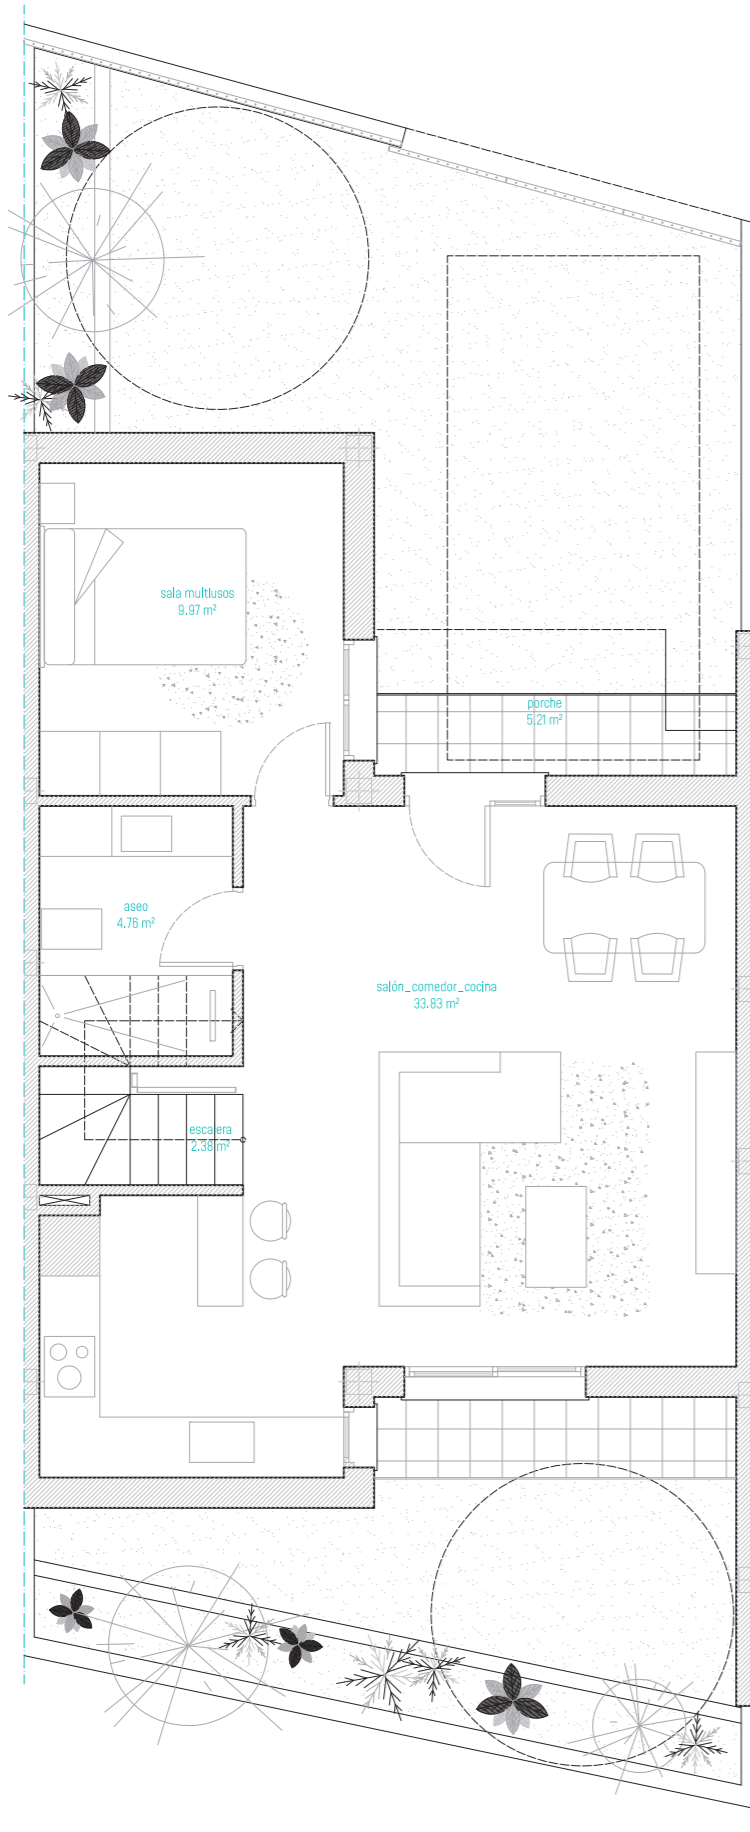 sala multiusos
9.97 m²
porche
5.21 m²
aseo
4.76 m²
salón_comedor_cocina
33.83 m²
escalera
2.38 m²